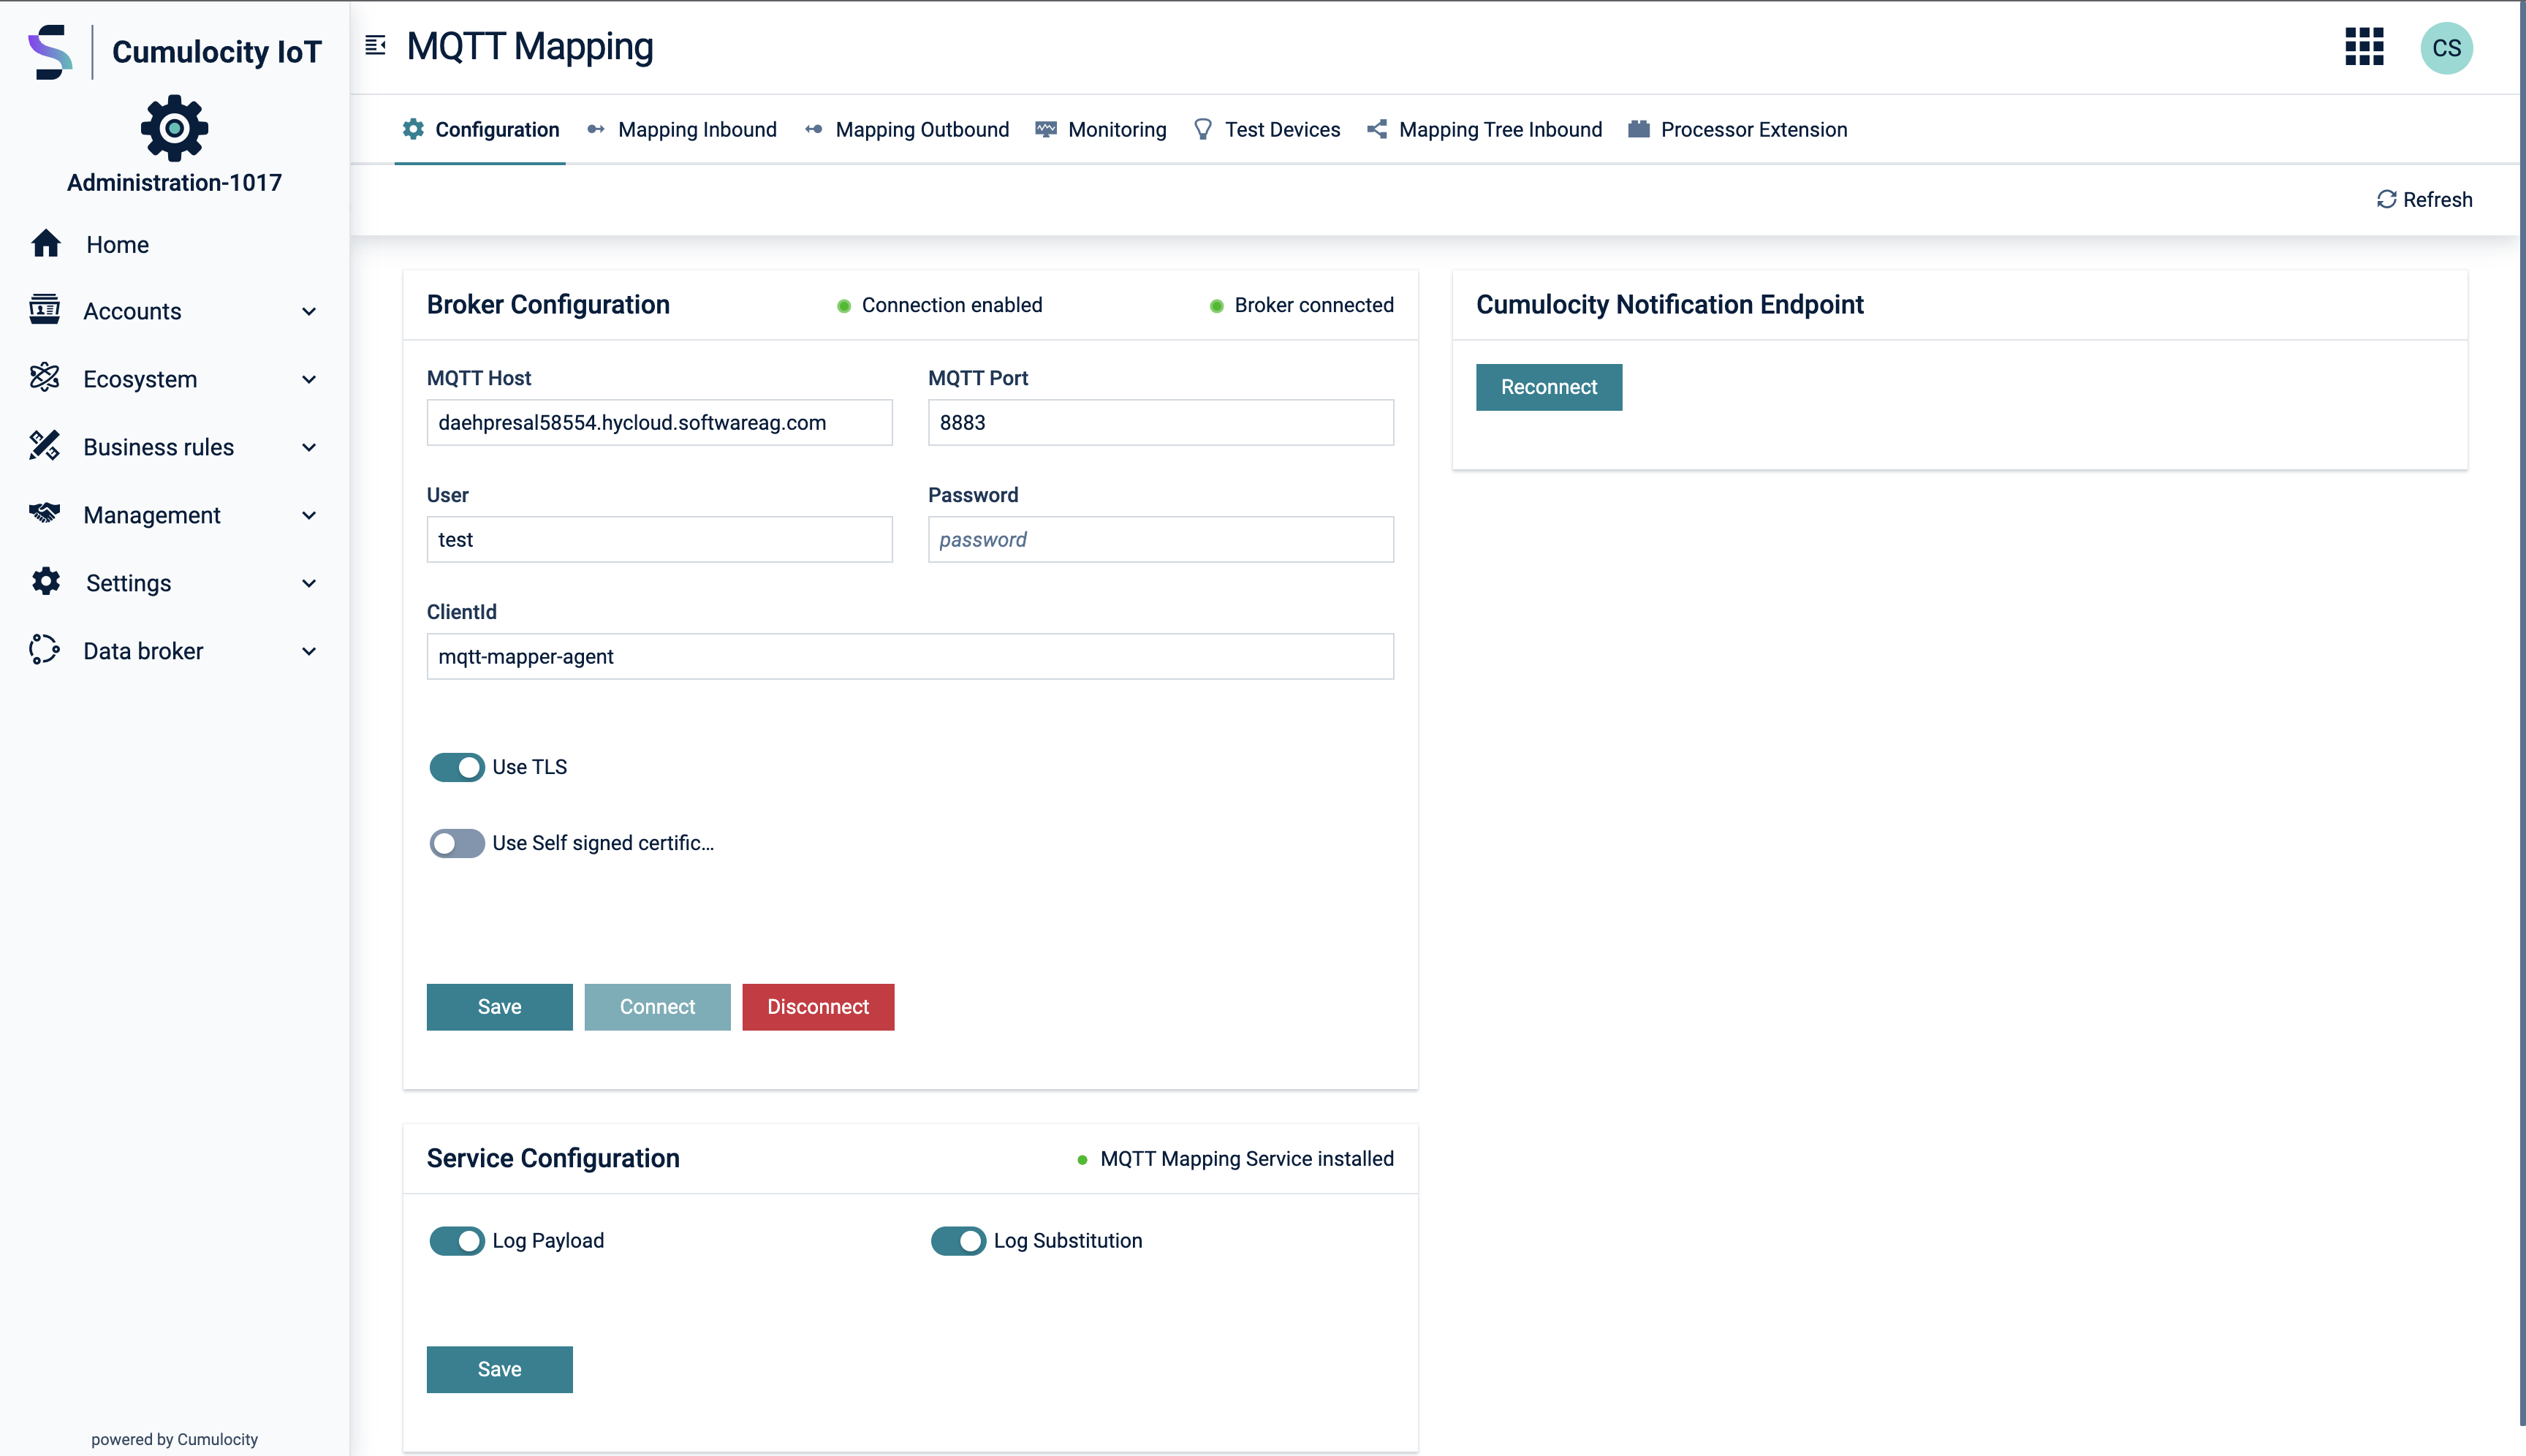 Cumulocity IoT
Administration-1017
Home
Accounts
Ecosystem
Business rules
Management
Settings
Data broker
powered by Cumulocity
MQTT Mapping
CS
Configuration
Mapping Inbound
Mapping Outbound
Monitoring
Test Devices
Mapping Tree Inbound
Processor Extension
Refresh
Broker Configuration
Connection enabled
Broker connected
MQTT Host
MQTT Port
daehpresal58554.hycloud.softwareag.com
8883
User
Password
test
password
ClientId
mqtt-mapper-agent
Use TLS
Use Self signed certific...
Save
Connect
Disconnect
Cumulocity Notification Endpoint
Reconnect
Service Configuration
MQTT Mapping Service installed
Log Payload
Log Substitution
Save